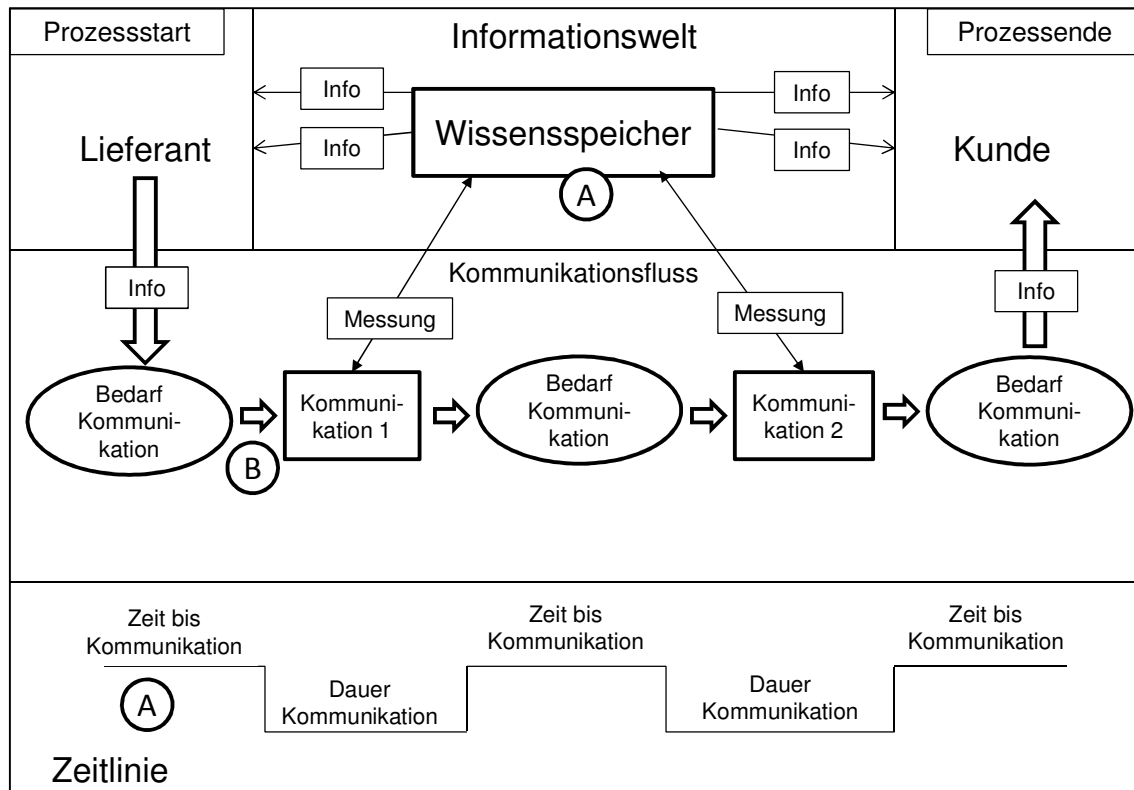 Prozessstart
Informationswelt
Prozessende
Info
Info
Wissensspeicher
Info
Info
Lieferant
Kunde
A
Kommunikationsfluss
Info
Messung
Messung
Info
Bedarf
Kommuni-
kation
Kommuni-
kation 1
Bedarf
Kommuni-
kation
Kommuni-
kation 2
Bedarf
Kommuni-
kation
B
Zeit bis
Kommunikation
Zeit bis
Kommunikation
Zeit bis
Kommunikation
A
Dauer
Kommunikation
Dauer
Kommunikation
Zeitlinie